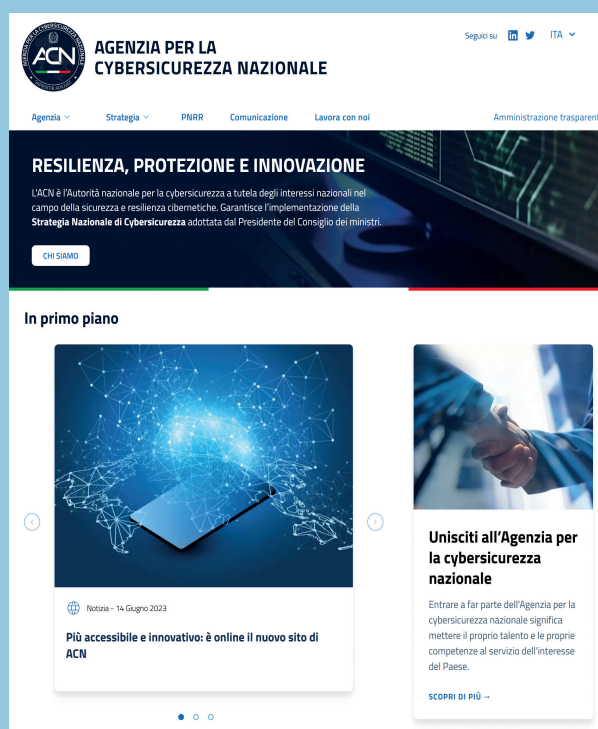 ACN
AGENZIA PER LA
CYBERSICUREZZA NAZIONALE
Seguici su
ITA
Agenzia
Strategia
PNRR
Comunicazione
Lavora con noi
Amministrazione trasparent
RESILIENZA, PROTEZIONE E INNOVAZIONE
L'ACN è l'Autorità nazionale per la cybersicurezza a tutela degli interessi nazionali nel
campo della sicurezza e resilienza cibernetiche. Garantisce l'implementazione della
Strategia Nazionale di Cybersicurezza adottata dal Presidente del Consiglio dei ministri.
CHI SIAMO
In primo piano
Notizia - 14 Giugno 2023
Più accessibile e innovativo: è online il nuovo sito di
ACN
Unisciti all'Agenzia per
la cybersicurezza
nazionale
Entrare a far parte dell'Agenzia per la
cybersicurezza nazionale significa
mettere il proprio talento e le proprie
competenze al servizio dell'interesse
del Paese.
SCOPRI DI PIÙ →